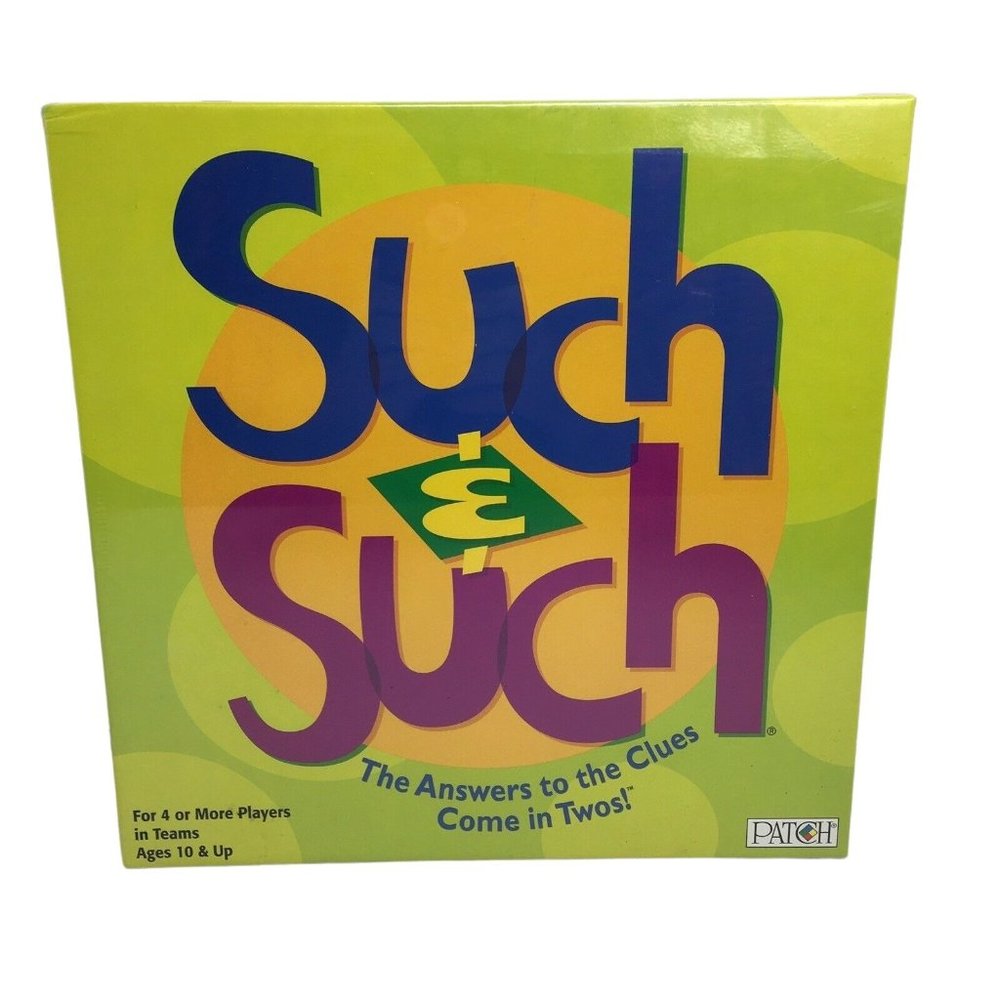 Such
&
Such®
The Answers to the Clues
Come in Twos!™
For 4 or More Players
in Teams
Ages 10 & Up
PATCH®